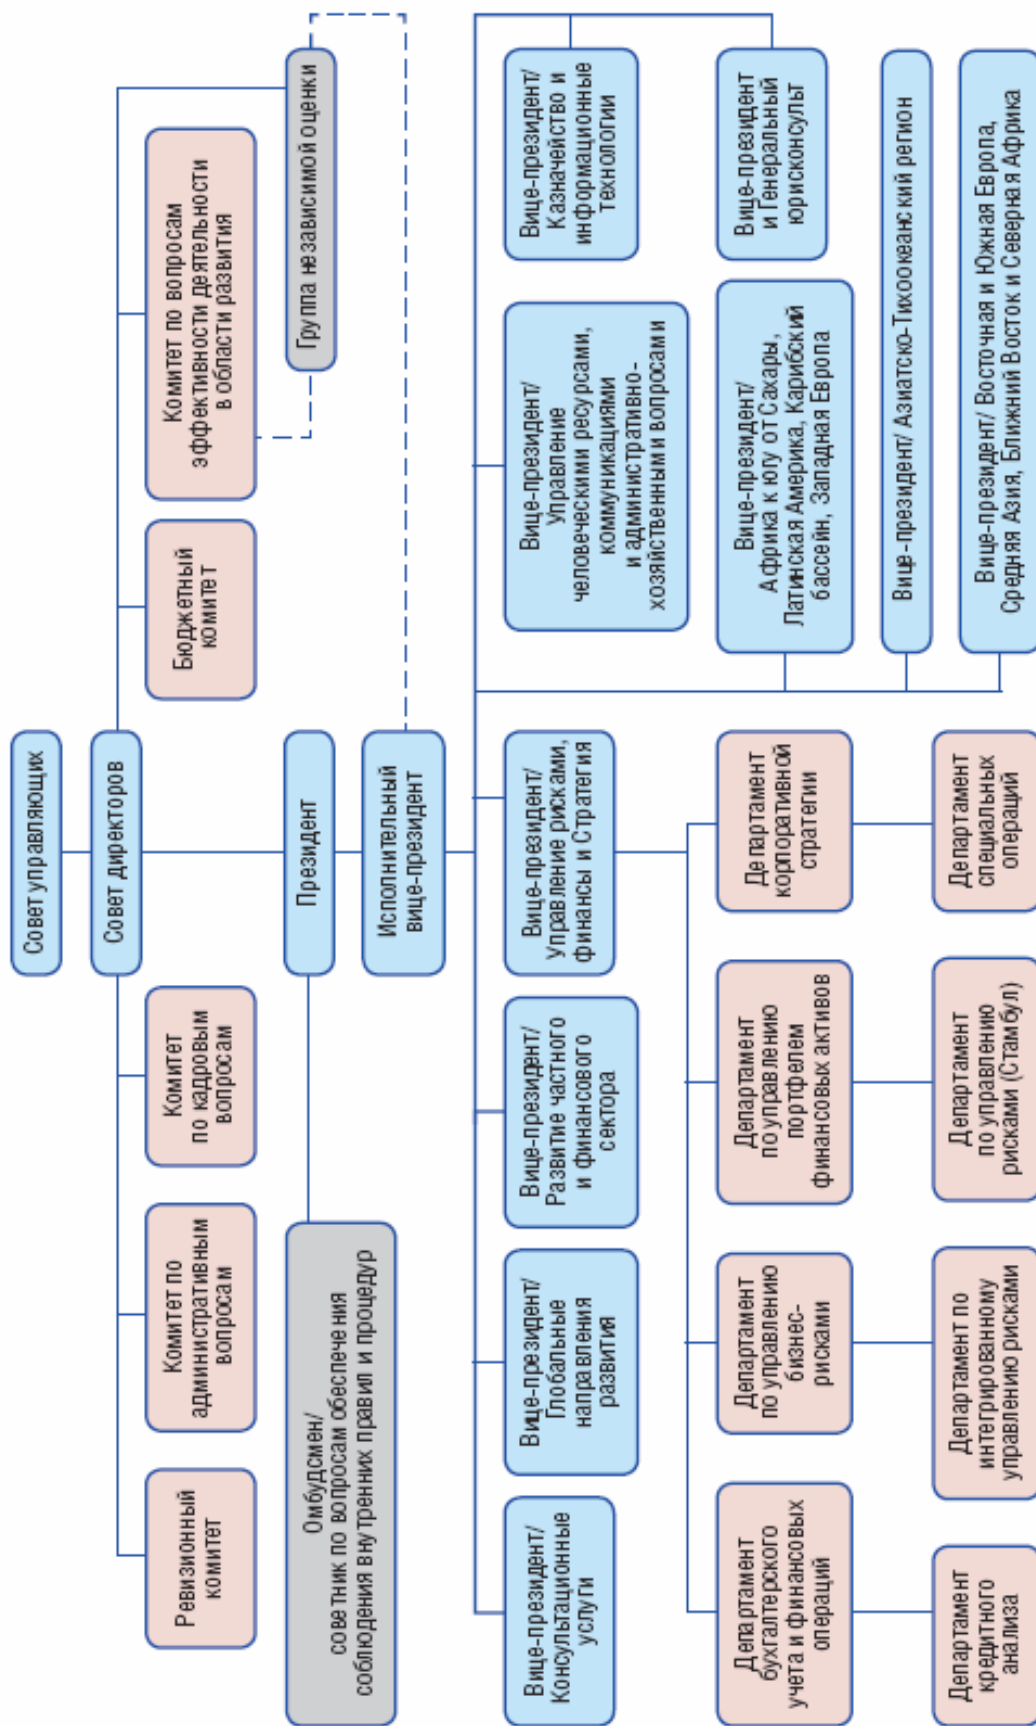 Совет управляющих
Совет директоров
Ревизионный
комитет
Комитет по
административным
вопросам
Комитет
по кадровым
вопросам
Бюджетный
комитет
Комитет по вопросам
эффективности деятельности
в области развития
Группа независимой оценки
Омбудсмен/
советник по вопросам обеспечения
соблюдения внутренних правил и процедур
Президент
Исполнительный
вице-президент
Вице-президент/
Консультационные
услуги
Вице-президент/
Глобальные
направления
развития
Вице-президент/
Развитие частного
и финансового
сектора
Вице-президент/
Управление рисками,
финансы и Стратегия
Вице-президент/
Управление
человеческими ресурсами,
коммуникациями
и административно-
хозяйственными вопросами
Вице-президент/
Казначейство и
информационные
технологии
Вице-президент
и Генеральный
юрисконсульт
Вице-президент/
Африка к югу от Сахары,
Латинская Америка, Карибский
бассейн, Западная Европа
Вице-президент/ Азиатско-Тихоокеанский регион
Вице-президент/ Восточная и Южная Европа,
Средняя Азия, Ближний Восток и Северная Африка
Департамент
бухгалтерского
учета и финансовых
операций
Департамент
по управлению
бизнес-
рисками
Департамент
по управлению
портфелем
финансовых активов
Департамент
корпоративной
стратегии
Департамент
кредитного
анализа
Департамент по
интегрированному
управлению рисками
Департамент
по управлению
рисками (Стамбул)
Департамент
специальных
операций